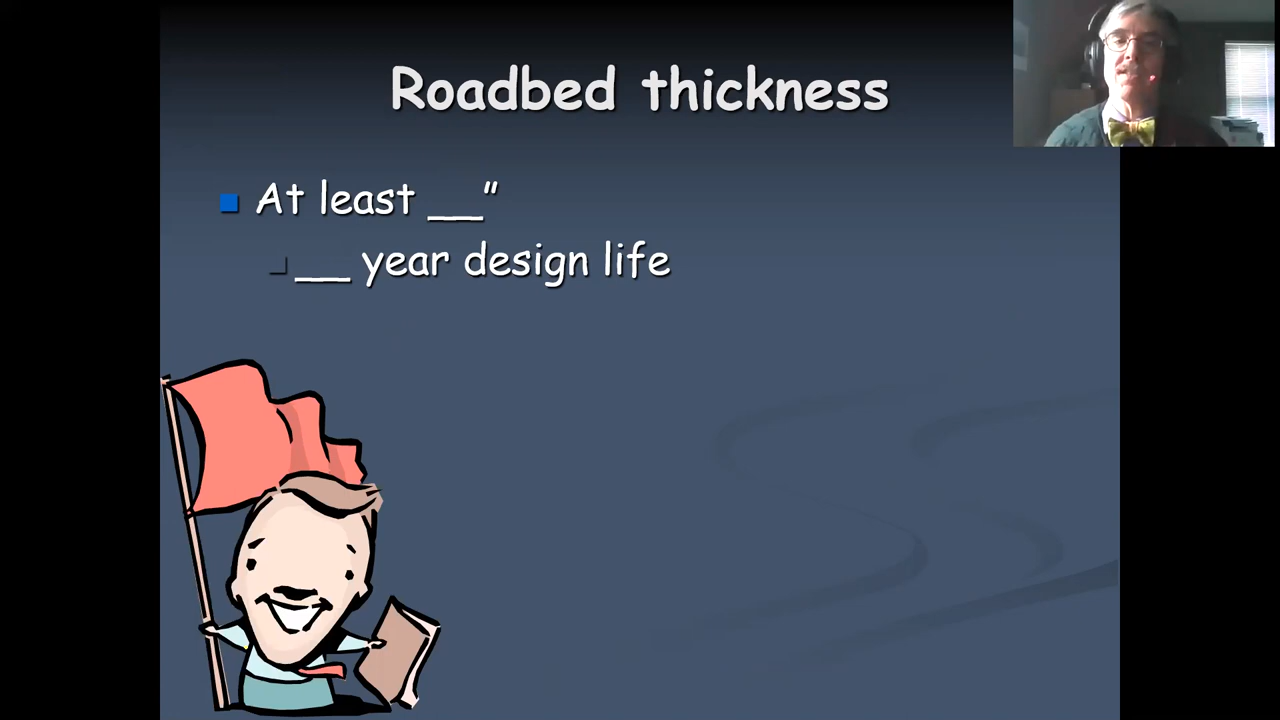 Roadbed thickness
At least __”
__ year design life